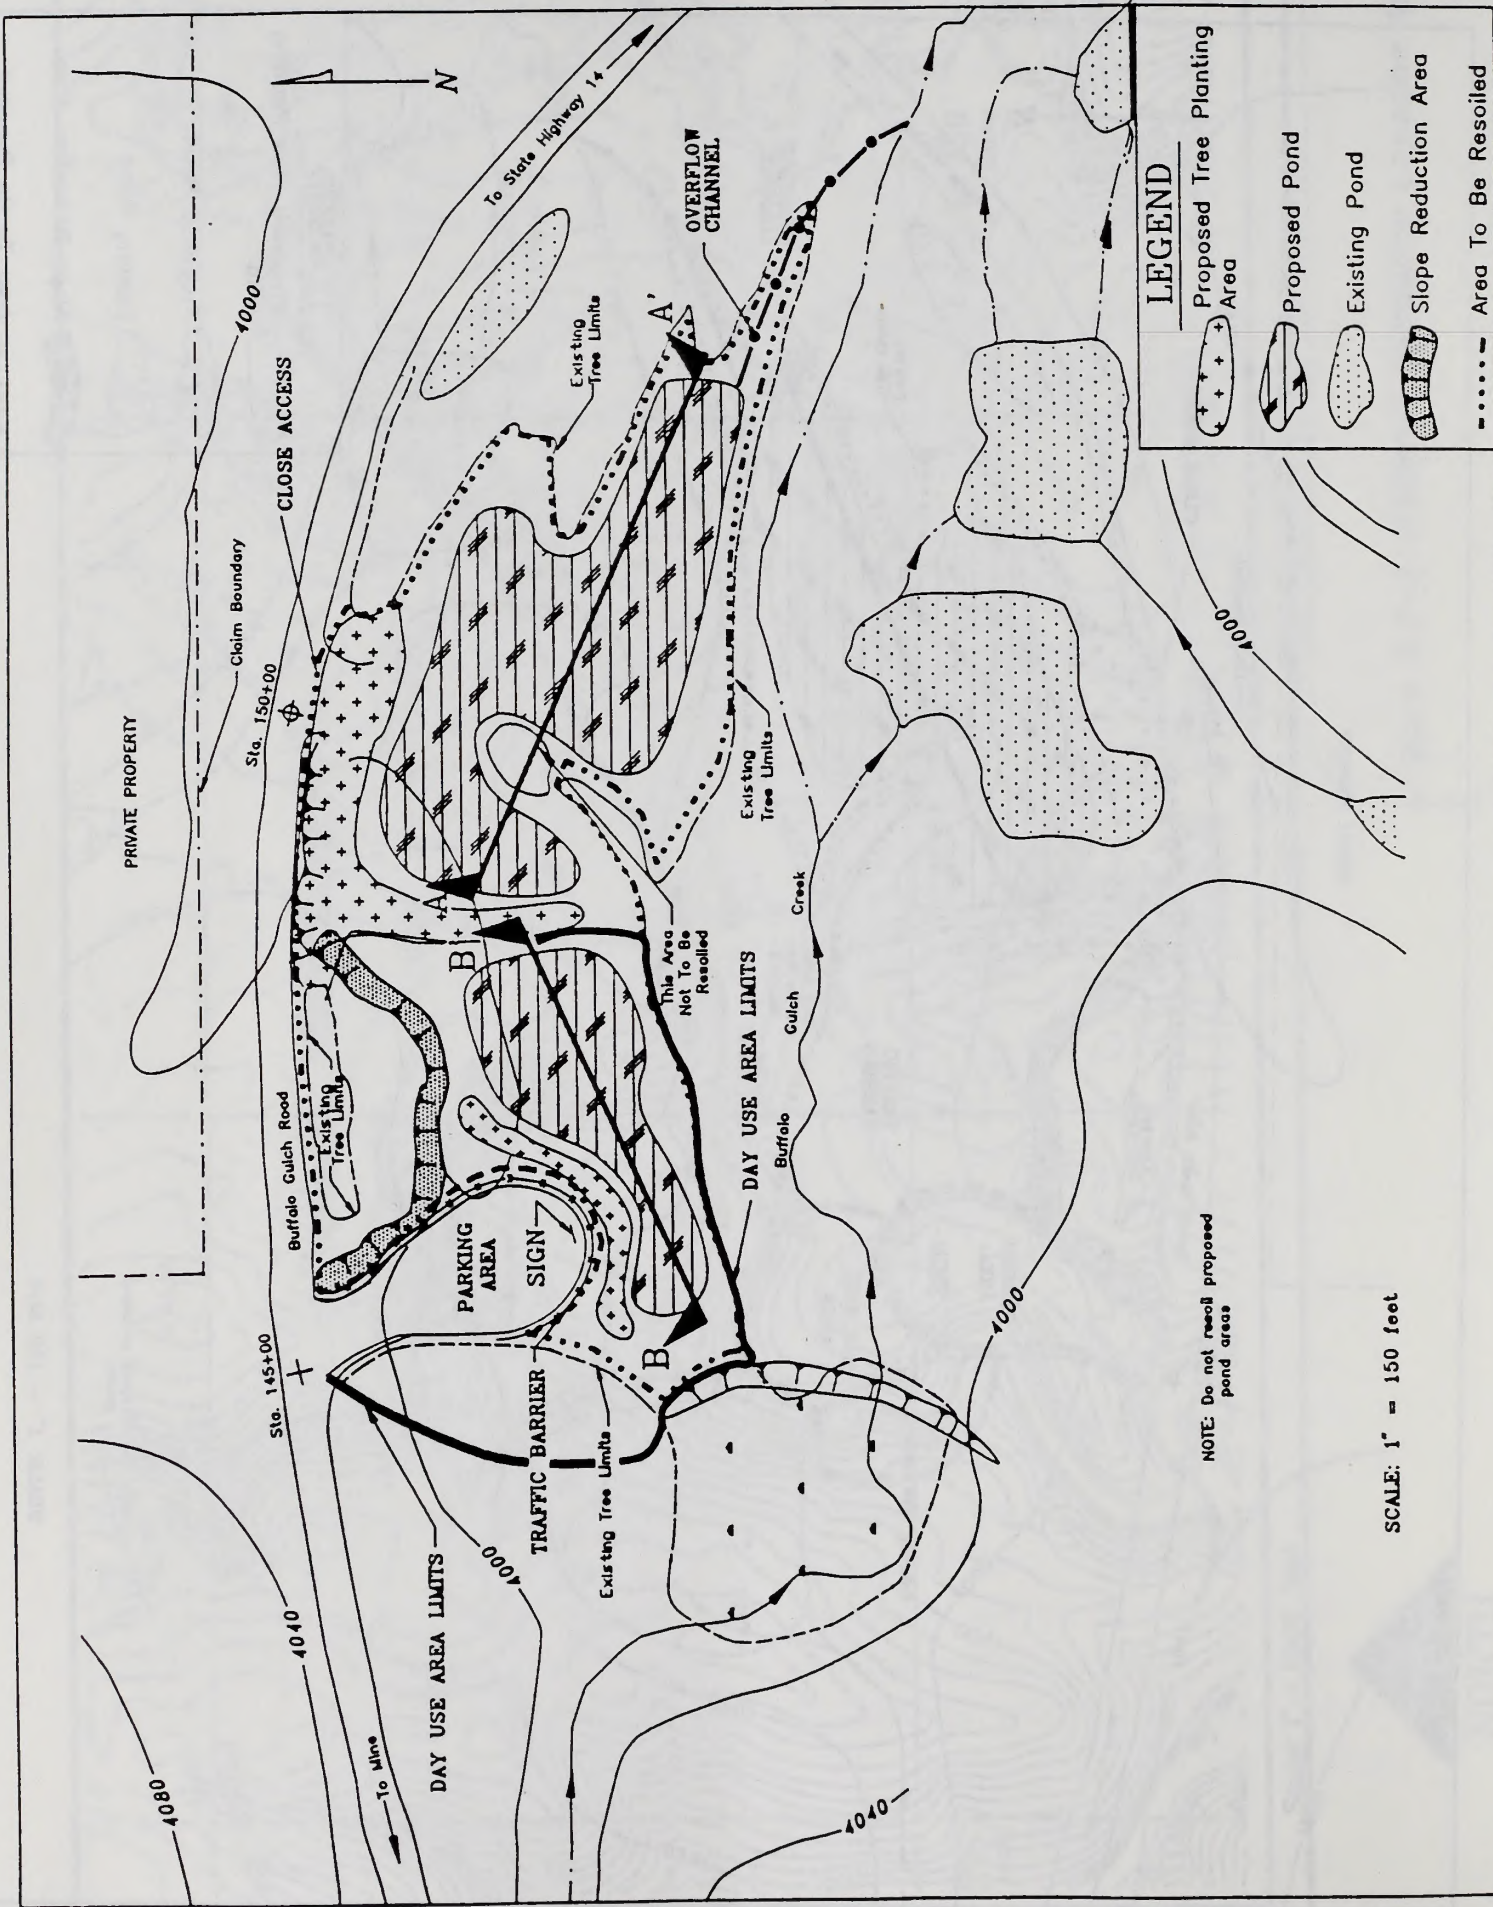 PRIVATE PROPERTY
4000
Claim Boundary
N
CLOSE ACCESS
To State Highway 14
Sta. 150+00
Buffalo Gulch Road
Sta. 145+00
To Mine
4080
4040
Existing
Tree Limits
Existing
Tree Limits
OVERFLOW
CHANNEL
A
A'
B'
B
PARKING
AREA
SIGN
TRAFFIC BARRIER
DAY USE AREA LIMITS
4000
Existing Tree Limits
This Area
Not To Be
Resoiled
Existing
Tree Limits
DAY USE AREA LIMITS
Buffalo
Gulch
Creek
4000
4000
4040
NOTE: Do not resoil proposed
pond areas
SCALE: 1" = 150 feet
LEGEND
Proposed Tree Planting
Area
Proposed Pond
Existing Pond
Slope Reduction Area
Area To Be Resoiled